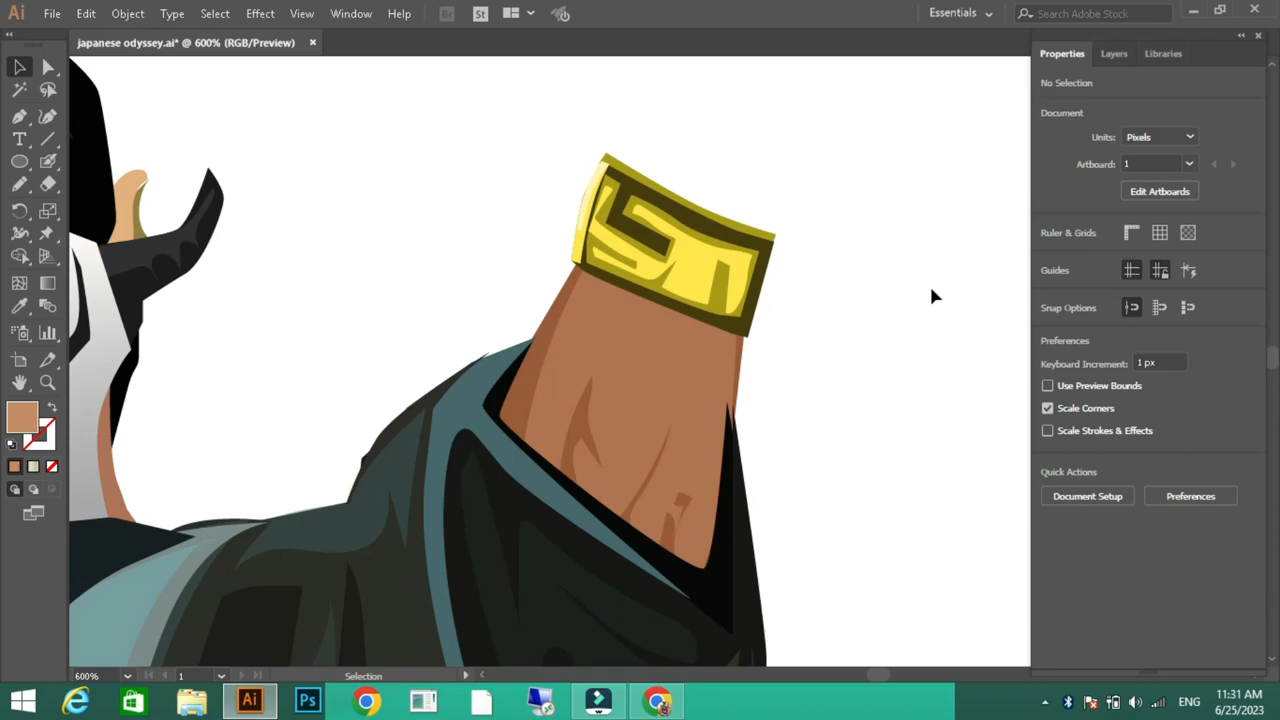 Ai File Edit Object Type Select Effect View Window Help Br St Essentials Search Adobe Stock
japanese odyssey.ai* @ 600% (RGB/Preview) ×
Properties Layers Libraries
No Selection
Document
Units: Pixels
Artboard: 1
Edit Artboards
Ruler & Grids
Guides
Snap Options
Preferences
Keyboard Increment: 1 px
Use Preview Bounds
Scale Corners
Scale Strokes & Effects
Quick Actions
Document Setup Preferences
600% 1 Selection
Ai Ps ENG 11:31 AM
6/25/2023